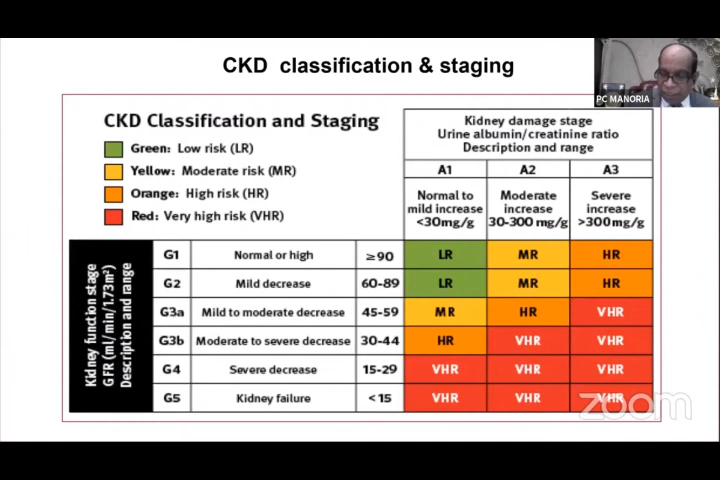 CKD classification & staging
PC MANORIA
CKD Classification and Staging
Green: Low risk (LR)
Yellow: Moderate risk (MR)
Orange: High risk (HR)
Red: Very high risk (VHR)
Kidney damage stage
Urine albumin/creatinine ratio
Description and range
A1 A2 A3
Normal to mild increase <30mg/g
Moderate increase 30-300 mg/g
Severe increase >300mg/g
Kidney function stage
GFR (ml/min/1.73m²)
Description and range
G1 Normal or high ≥90 LR MR HR
G2 Mild decrease 60-89 LR MR HR
G3a Mild to moderate decrease 45-59 MR HR VHR
G3b Moderate to severe decrease 30-44 HR VHR VHR
G4 Severe decrease 15-29 VHR VHR VHR
G5 Kidney failure <15 VHR VHR VHR
zoom